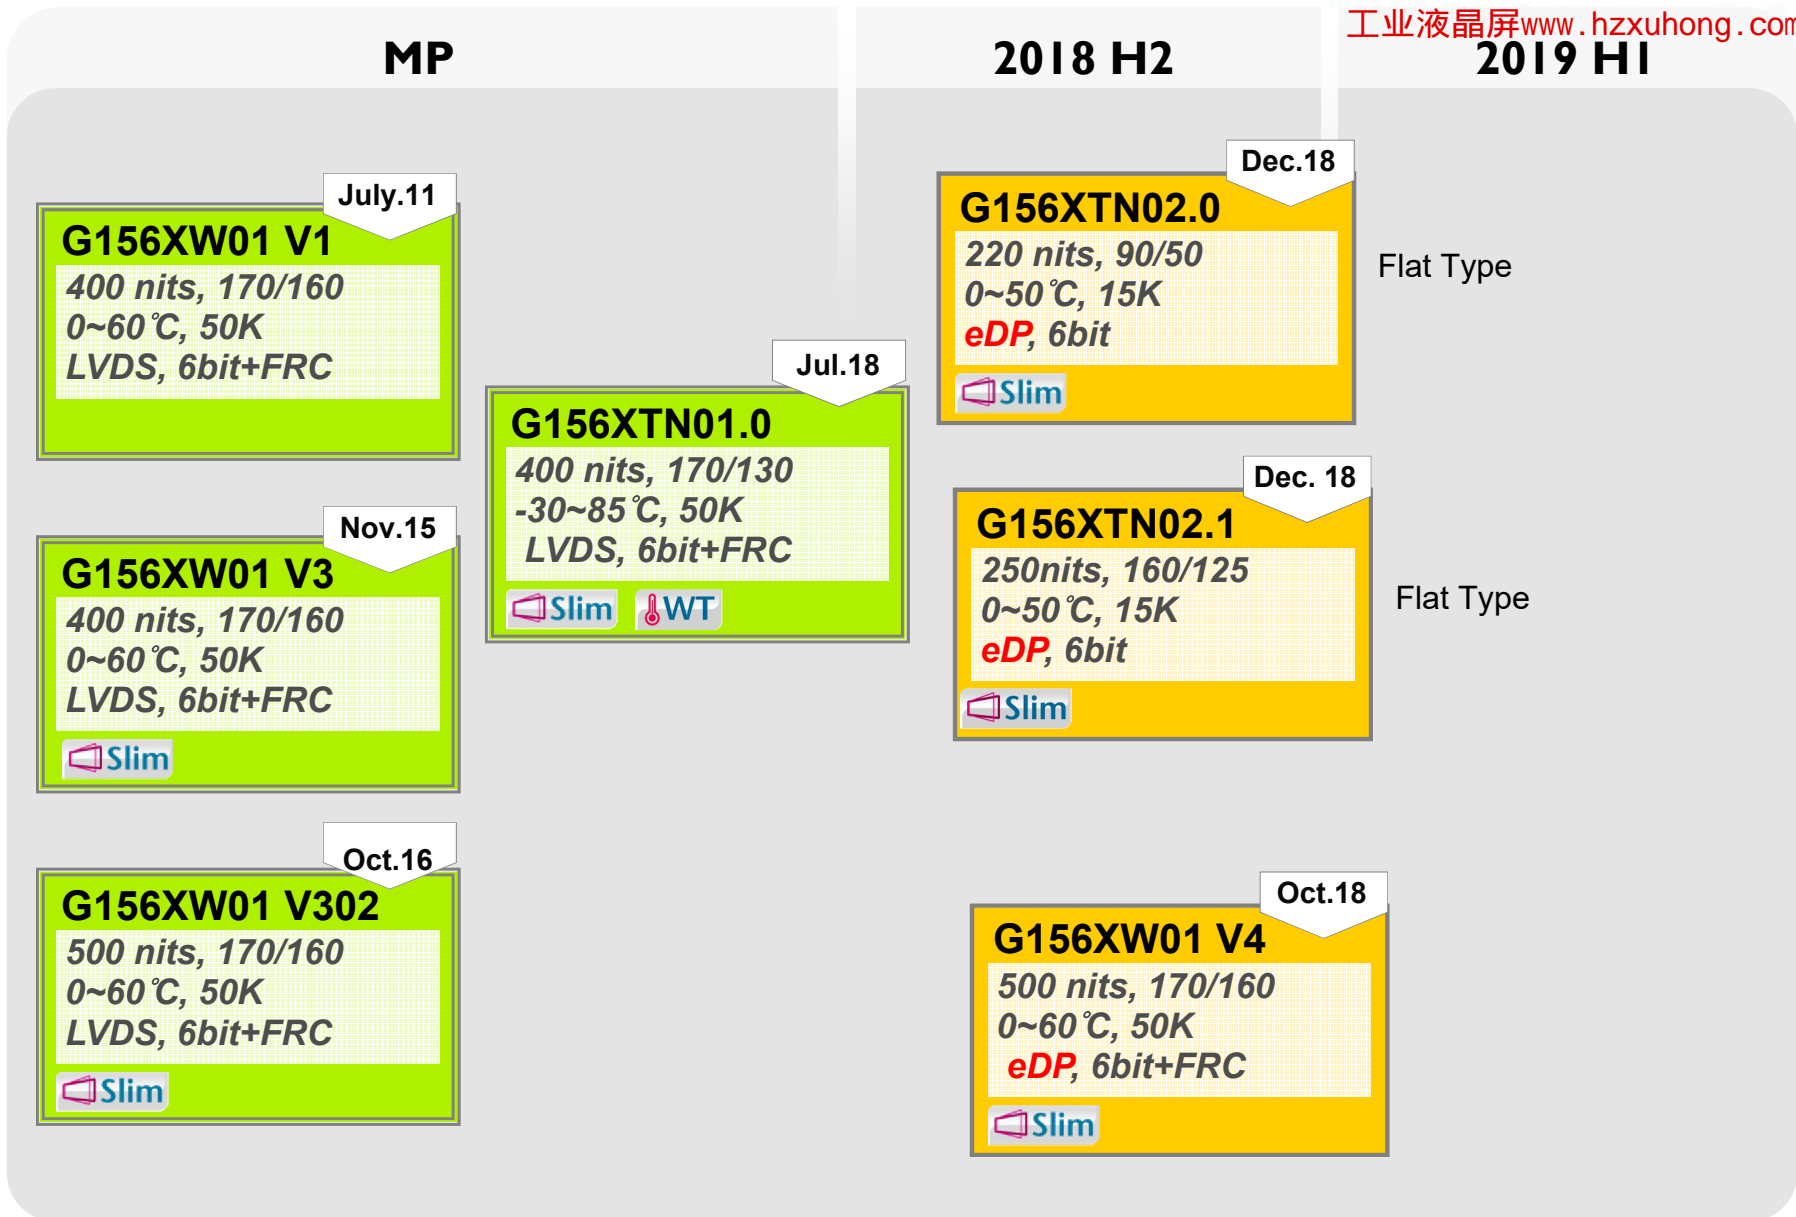 工业液晶屏www.hzxuhong.com
MP
2018 H2
2019 H1
July.11
G156XW01 V1
400 nits, 170/160
0~60℃, 50K
LVDS, 6bit+FRC
Nov.15
G156XW01 V3
400 nits, 170/160
0~60℃, 50K
LVDS, 6bit+FRC
Slim
Oct.16
G156XW01 V302
500 nits, 170/160
0~60℃, 50K
LVDS, 6bit+FRC
Slim
Jul.18
G156XTN01.0
400 nits, 170/130
-30~85℃, 50K
LVDS, 6bit+FRC
Slim WT
Dec.18
G156XTN02.0
220 nits, 90/50
0~50℃, 15K
eDP, 6bit
Slim
Flat Type
Dec. 18
G156XTN02.1
250nits, 160/125
0~50℃, 15K
eDP, 6bit
Slim
Flat Type
Oct.18
G156XW01 V4
500 nits, 170/160
0~60℃, 50K
eDP, 6bit+FRC
Slim